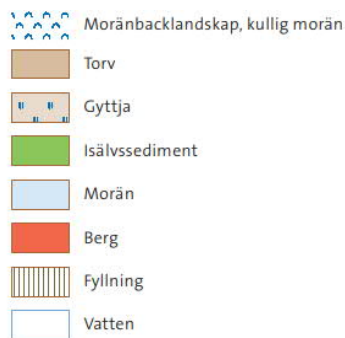 Moränbacklandskap, kullig morän
Torv
Gyttja
Isälvssediment
Morän
Berg
Fyllning
Vatten